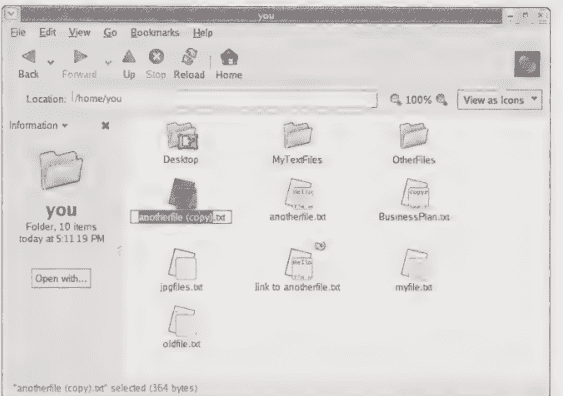 you
File Edit View Go Bookmarks Help
Back Forward Up Stop Reload Home
Location: /home/you 100% View as Icons
Information
Desktop MyTextFiles OtherFiles
you
Folder, 10 items
today at 5:11:19 PM
Hello copyr
anotherfile (copy).txt anotherfile.txt BusinessPlan.txt
Open with...
Hello
jpgfiles.txt link to anotherfile.txt myfile.txt
oldfile.txt
"anotherfile (copy).txt" selected (364 bytes)